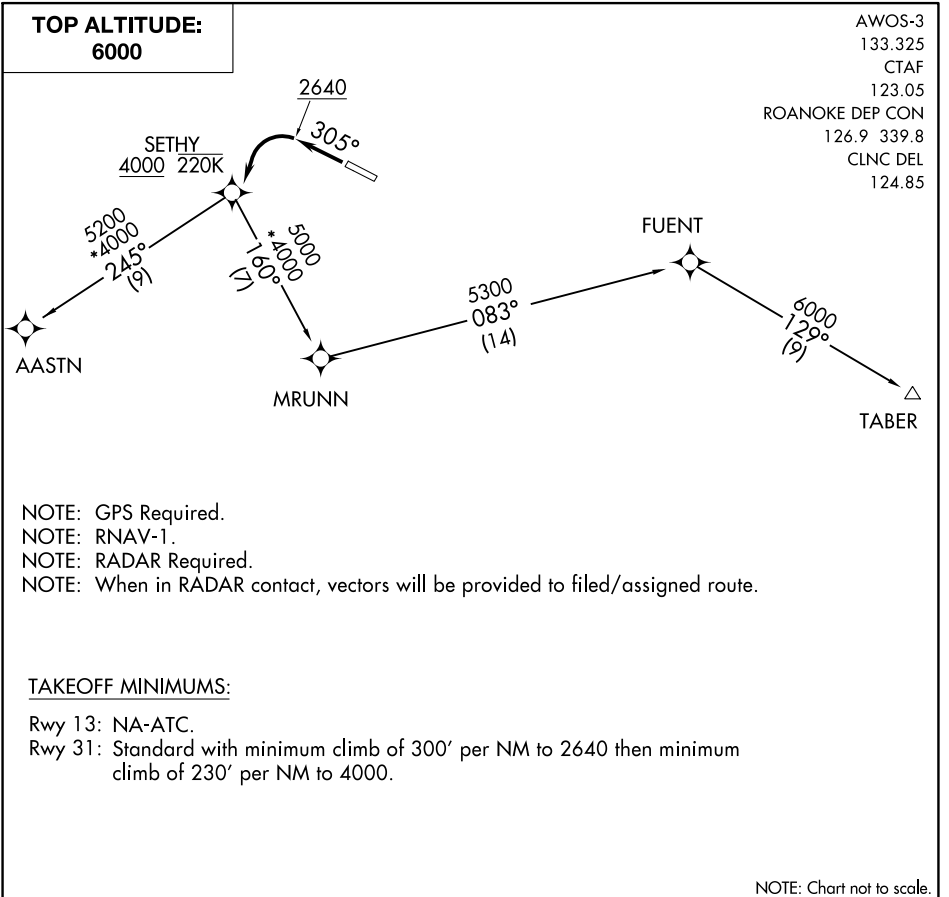 TOP ALTITUDE:
6000
AWOS-3
133.325
CTAF
123.05
ROANOKE DEP CON
126.9 339.8
CLNC DEL
124.85
2640
305°
SETHY
4000 220K
5200
*4000
245°
(9)
5000
*4000
160°
(7)
FUENT
5300
083°
(14)
6000
129°
(9)
AASTN
MRUNN
TABER
NOTE: GPS Required.
NOTE: RNAV-1.
NOTE: RADAR Required.
NOTE: When in RADAR contact, vectors will be provided to filed/assigned route.
TAKEOFF MINIMUMS:
Rwy 13: NA-ATC.
Rwy 31: Standard with minimum climb of 300' per NM to 2640 then minimum
climb of 230' per NM to 4000.
NOTE: Chart not to scale.